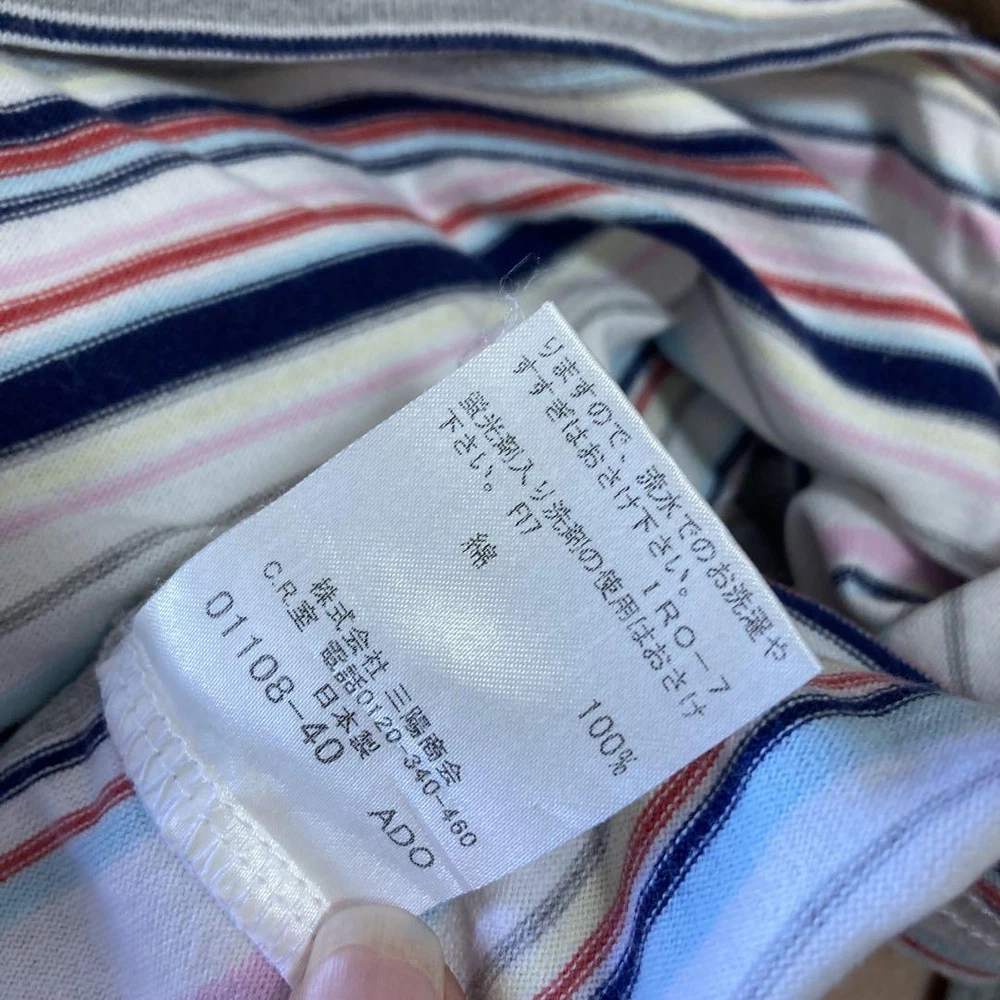 りますので、流水でのお洗濯や
すすぎはおさけ下さい。IRO-7
蛍光剤入り洗剤の使用はおさけ
下さい。 F17
綿 100%
株式会社 三陽商会
C.R.室 電話0120-340-460
日本製 ADO
01108-40